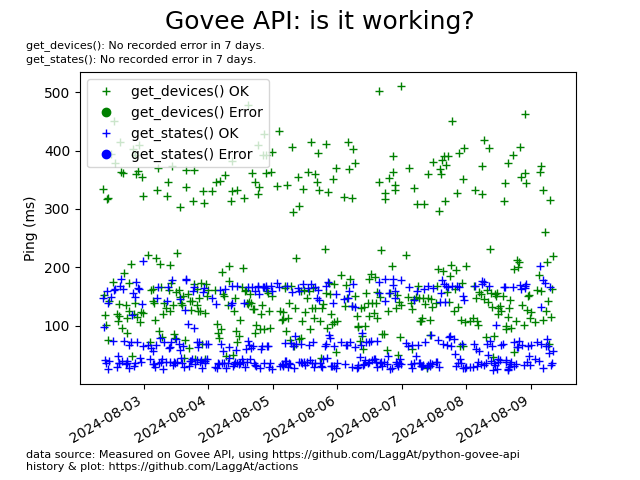 Govee API: is it working?
get_devices(): No recorded error in 7 days.
get_states(): No recorded error in 7 days.
get_devices() OK
get_devices() Error
get_states() OK
get_states() Error
Ping (ms)
500
400
300
200
100
2024-08-03
2024-08-04
2024-08-05
2024-08-06
2024-08-07
2024-08-08
2024-08-09
data source: Measured on Govee API, using https://github.com/LaggAt/python-govee-api
history & plot: https://github.com/LaggAt/actions